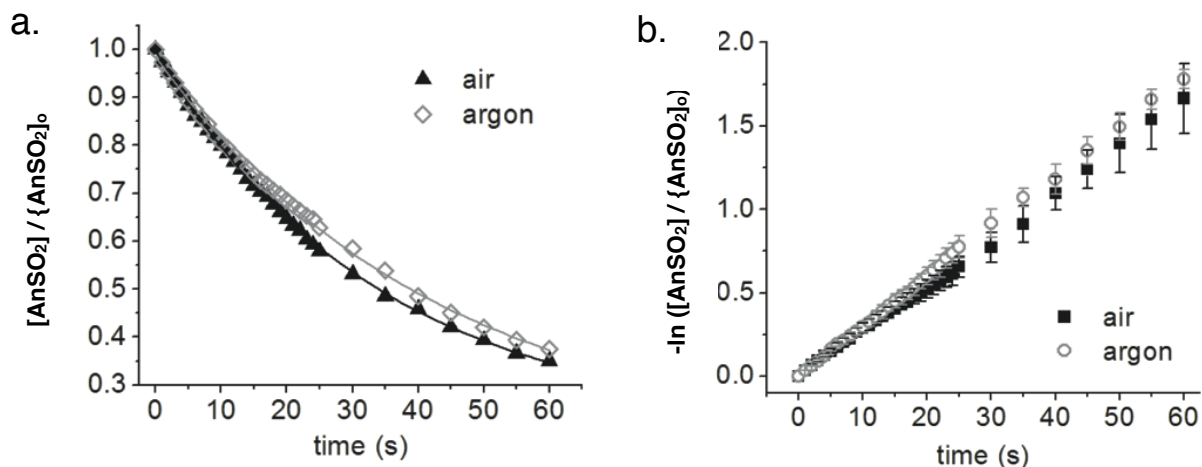 a.
[AnSO₂] / {AnSO₂]₀
1.0
0.9
0.8
0.7
0.6
0.5
0.4
0.3
air
argon
0 10 20 30 40 50 60
time (s)
b.
-ln ([AnSO₂] / {AnSO₂]₀)
2.0
1.5
1.0
0.5
0.0
air
argon
0 10 20 30 40 50 60
time (s)